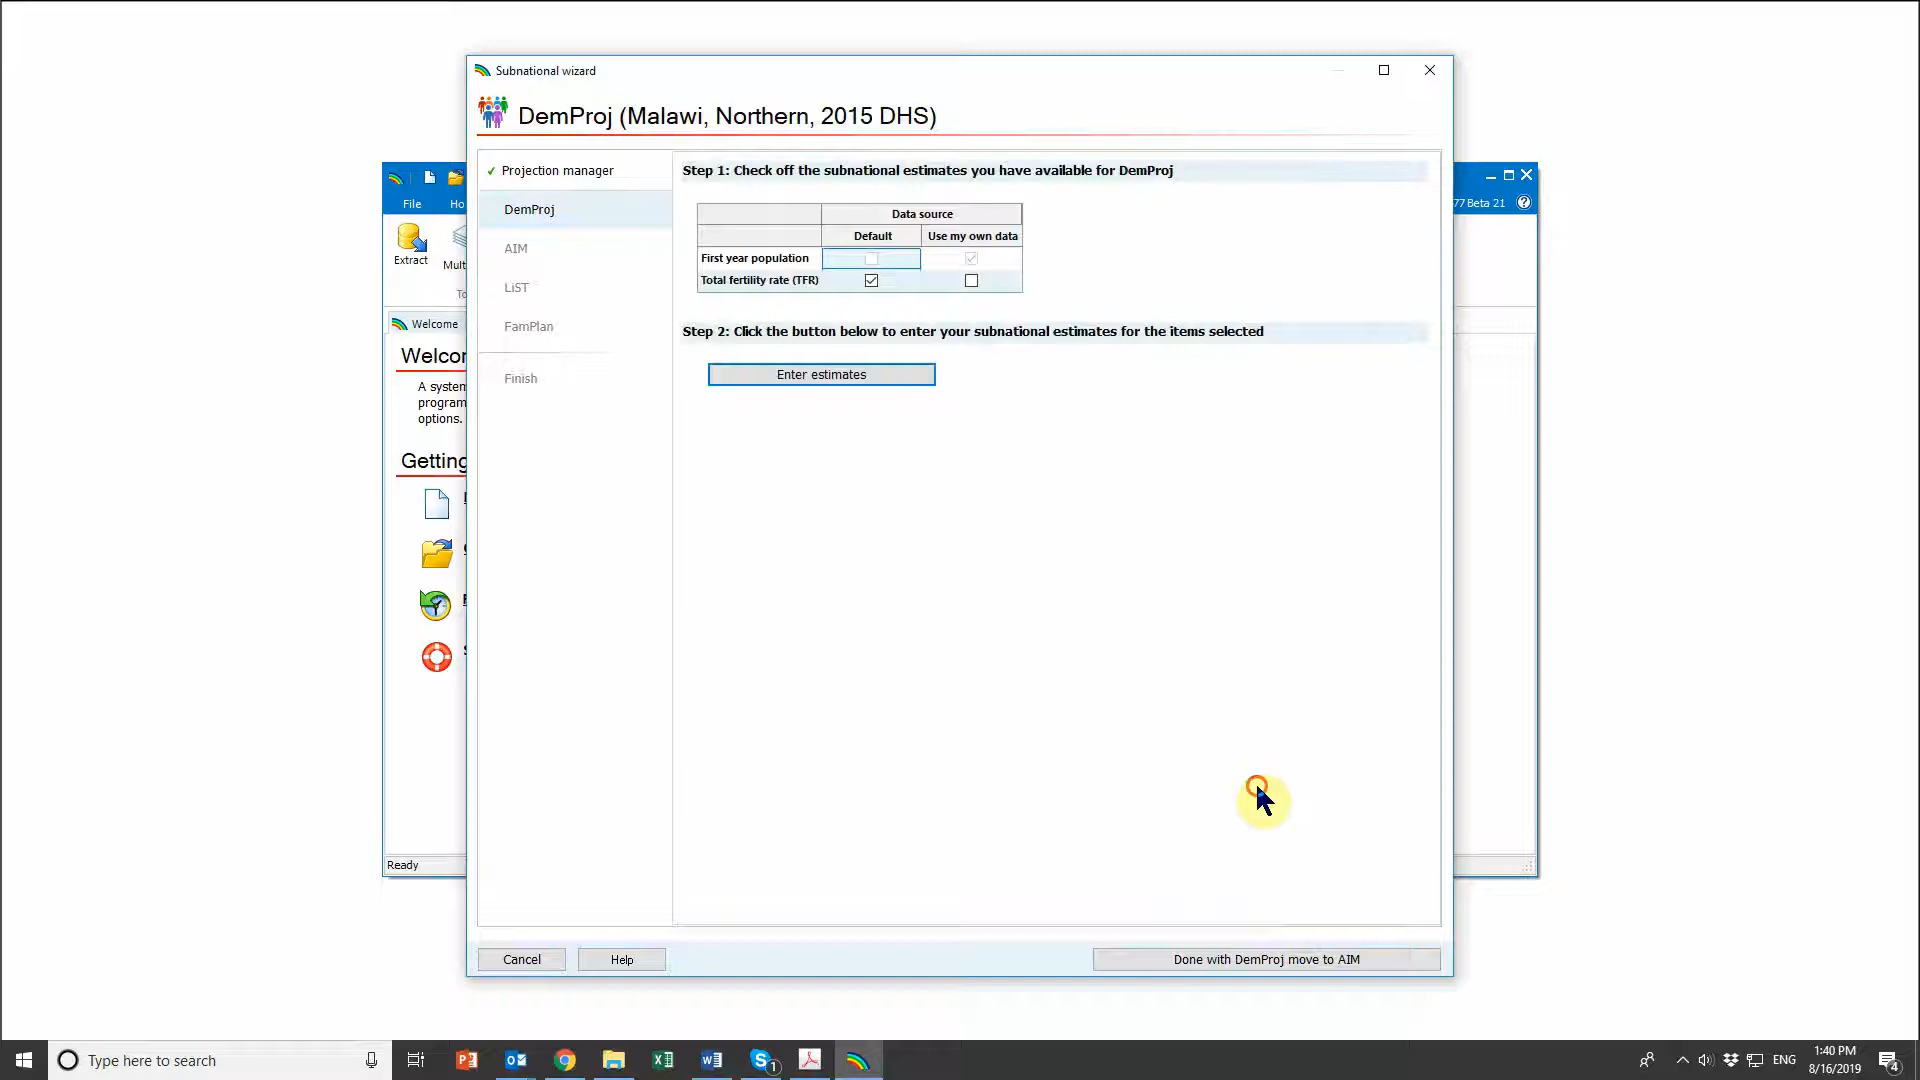 Subnational wizard
DemProj (Malawi, Northern, 2015 DHS)
Projection manager
DemProj
AIM
LiST
FamPlan
Finish
Step 1: Check off the subnational estimates you have available for DemProj
Data source
Default Use my own data
First year population
Total fertility rate (TFR)
Step 2: Click the button below to enter your subnational estimates for the items selected
Enter estimates
Cancel Help Done with DemProj move to AIM
File Ho
77 Beta 21
Extract Mult
To
Welcome
Welcor
A system
program
options.
Getting
Ready
Type here to search
1
ENG
1:40 PM
8/16/2019
4